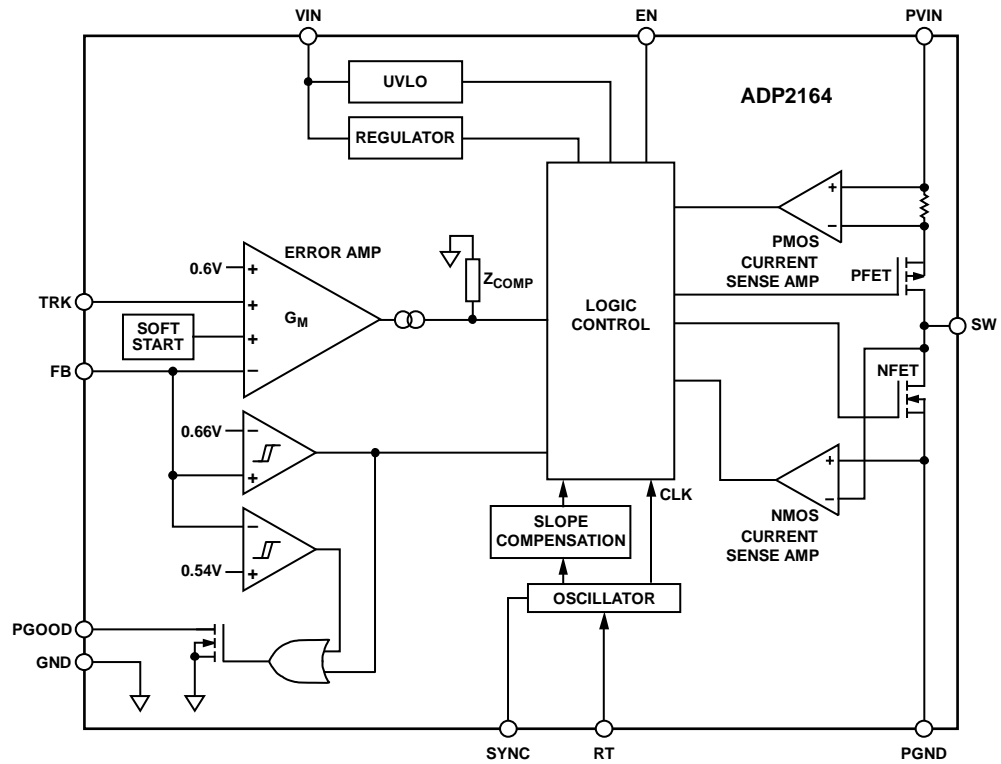 VIN
EN
PVIN
UVLO
ADP2164
REGULATOR
+
–
PMOS
CURRENT
SENSE AMP
ERROR AMP
0.6V
+
ZCOMP
PFET
TRK
+
GM
LOGIC
CONTROL
SOFT
START
+
SW
FB
–
NFET
0.66V
–
+
+
–
CLK
NMOS
CURRENT
SENSE AMP
SLOPE
COMPENSATION
–
0.54V
+
OSCILLATOR
PGOOD
GND
SYNC
RT
PGND